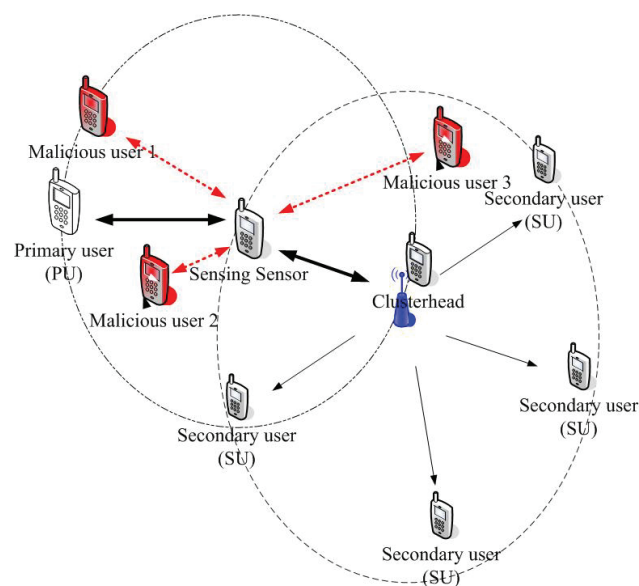 Malicious user 1
Malicious user 3
Secondary user
(SU)
Primary user
(PU)
Sensing Sensor
Clusterhead
Malicious user 2
Secondary user
(SU)
Secondary user
(SU)
Secondary user
(SU)